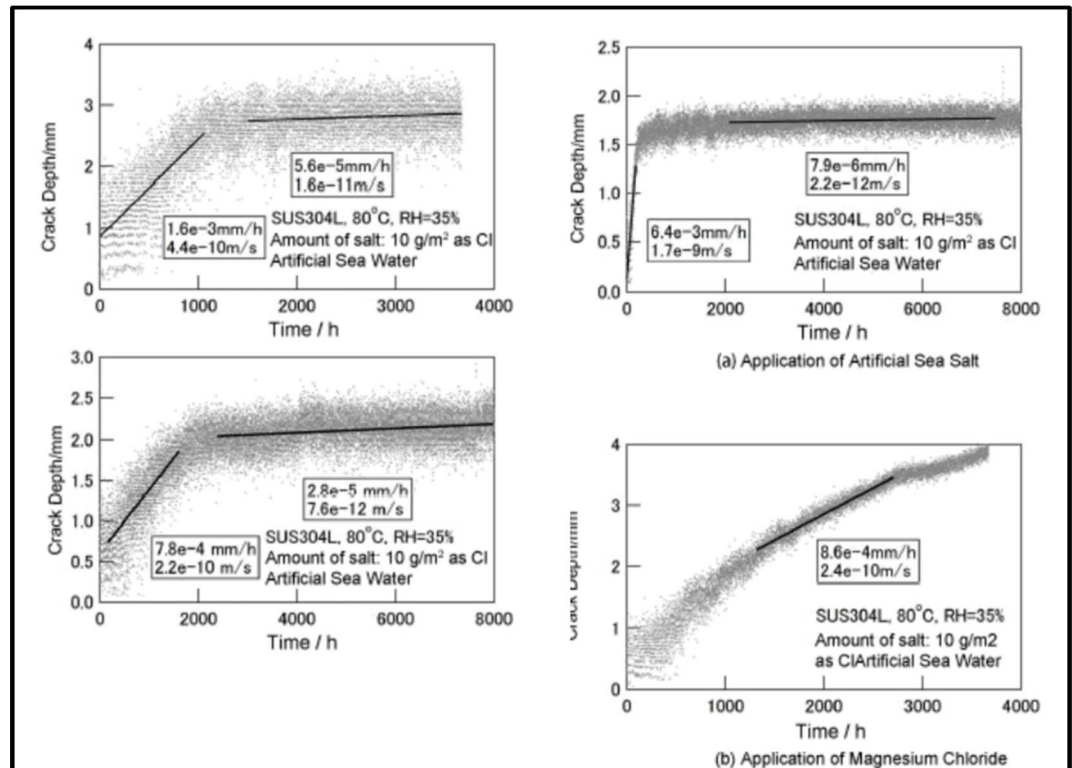 4
3
2
1
0
Crack Depth/mm
5.6e-5mm/h
1.6e-11m/s
1.6e-3mm/h
4.4e-10m/s
SUS304L, 80°C, RH=35%
Amount of salt: 10 g/m² as Cl
Artificial Sea Water
0 1000 2000 3000 4000
Time / h
2.5
2.0
1.5
1.0
0.5
0.0
Crack Depth/mm
7.9e-6mm/h
2.2e-12m/s
6.4e-3mm/h
1.7e-9m/s
SUS304L, 80°C, RH=35%
Amount of salt: 10 g/m² as Cl
Artificial Sea Water
0 2000 4000 6000 8000
Time / h
(a) Application of Artificial Sea Salt
3.0
2.5
2.0
1.5
1.0
0.5
0.0
Crack Depth/mm
2.8e-5 mm/h
7.6e-12 m/s
7.8e-4 mm/h
2.2e-10 m/s
SUS304L, 80°C, RH=35%
Amount of salt: 10 g/m² as Cl
Artificial Sea Water
0 2000 4000 6000 8000
Time / h
4
3
2
1
0
Crack Depth/mm
8.6e-4mm/h
2.4e-10m/s
SUS304L, 80°C, RH=35%
Amount of salt: 10 g/m2
as ClArtificial Sea Water
0 1000 2000 3000 4000
Time / h
(b) Application of Magnesium Chloride